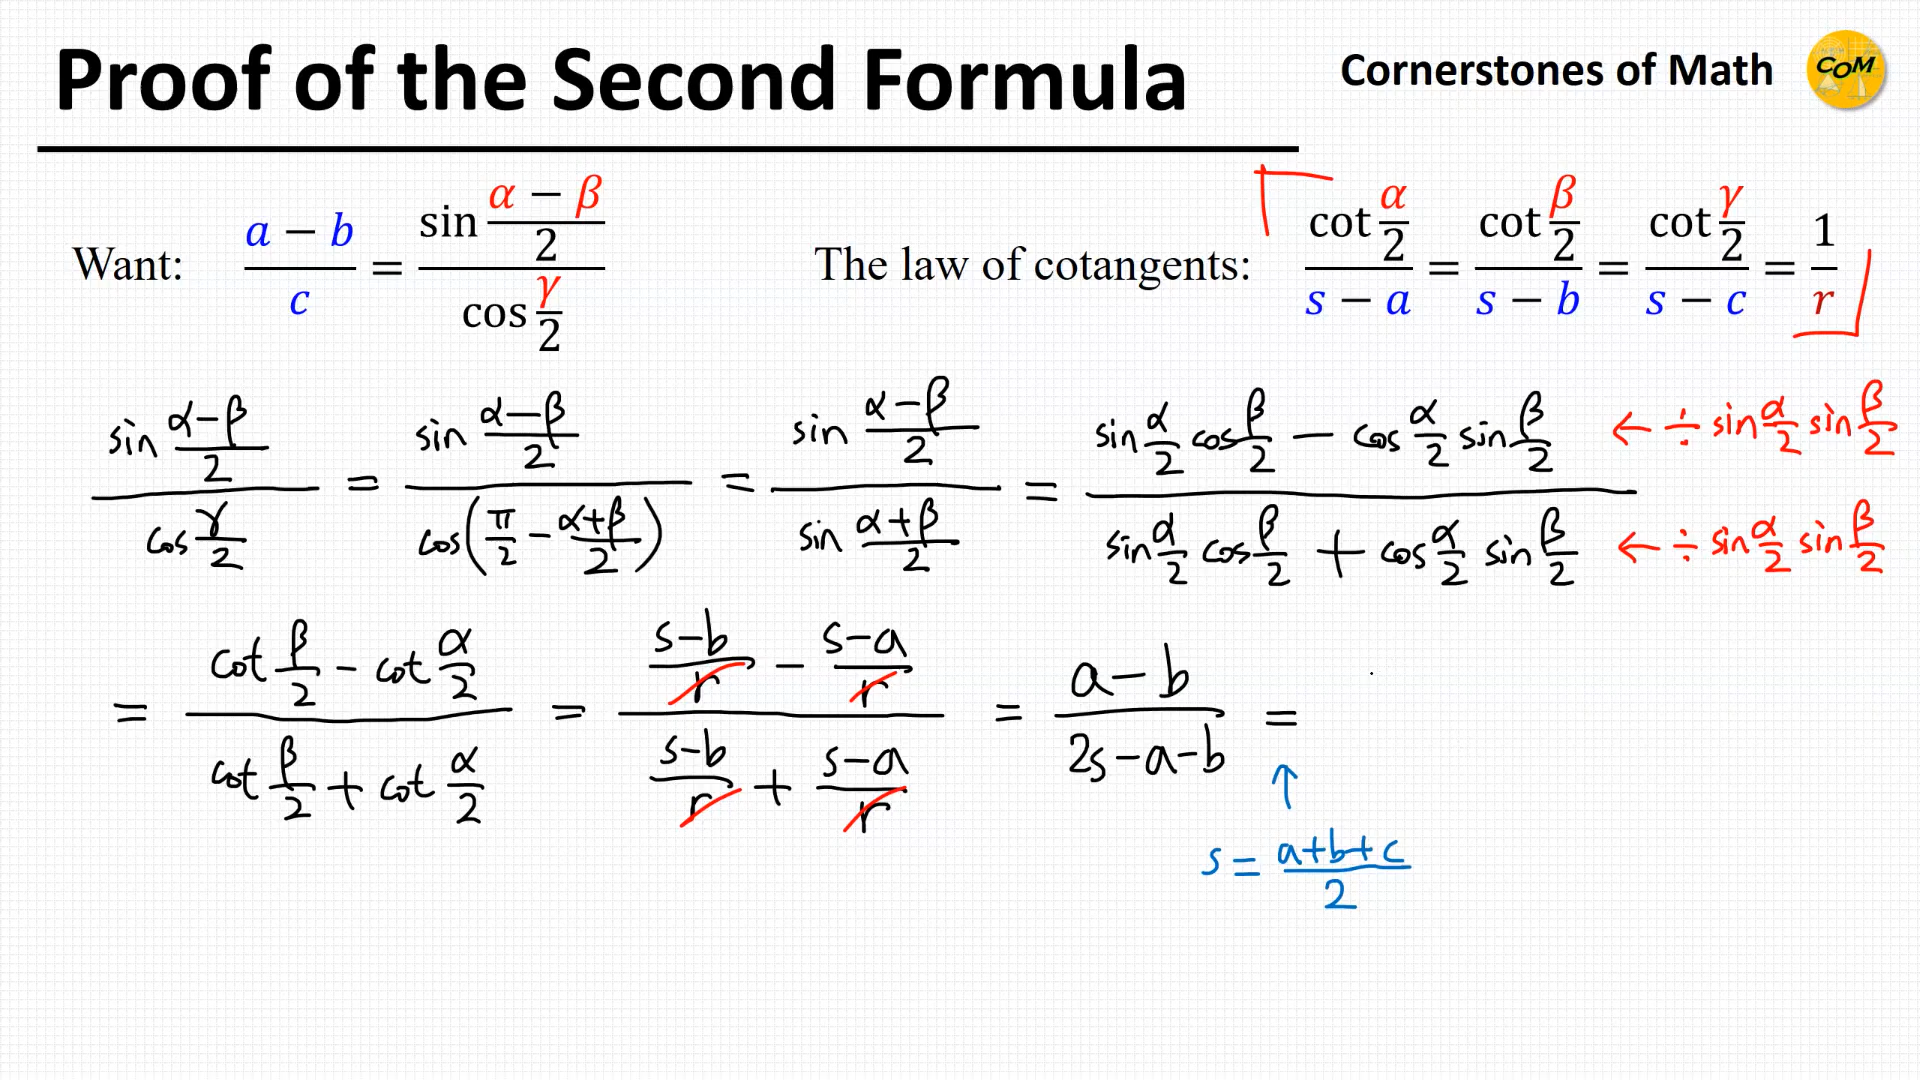 Proof of the Second Formula
Cornerstones of Math
COM
Want: (a − b)/c = (sin (α − β)/2)/(cos γ/2)
The law of cotangents: (cot α/2)/(s − a) = (cot β/2)/(s − b) = (cot γ/2)/(s − c) = 1/r
(sin (α−β)/2)/(cos γ/2) = (sin (α−β)/2)/(cos(π/2 − (α+β)/2)) = (sin (α−β)/2)/(sin (α+β)/2) = (sin α/2 cos β/2 − cos α/2 sin β/2)/(sin α/2 cos β/2 + cos α/2 sin β/2)
← ÷ sin α/2 sin β/2
← ÷ sin α/2 sin β/2
= (cot β/2 − cot α/2)/(cot β/2 + cot α/2) = ((s−b)/r − (s−a)/r)/((s−b)/r + (s−a)/r) = (a−b)/(2s−a−b) =
↑
s = (a+b+c)/2